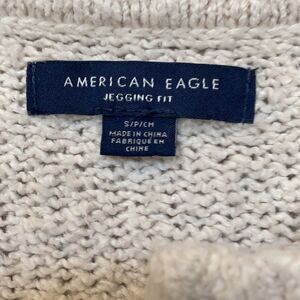 AMERICAN EAGLE
JEGGING FIT
S/P/CH
MADE IN CHINA
FABRIQUÉ EN
CHINE